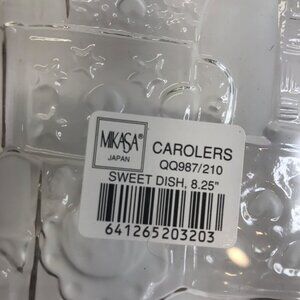 MIKASA®
JAPAN
CAROLERS
QQ987/210
SWEET DISH, 8.25"
641265203203